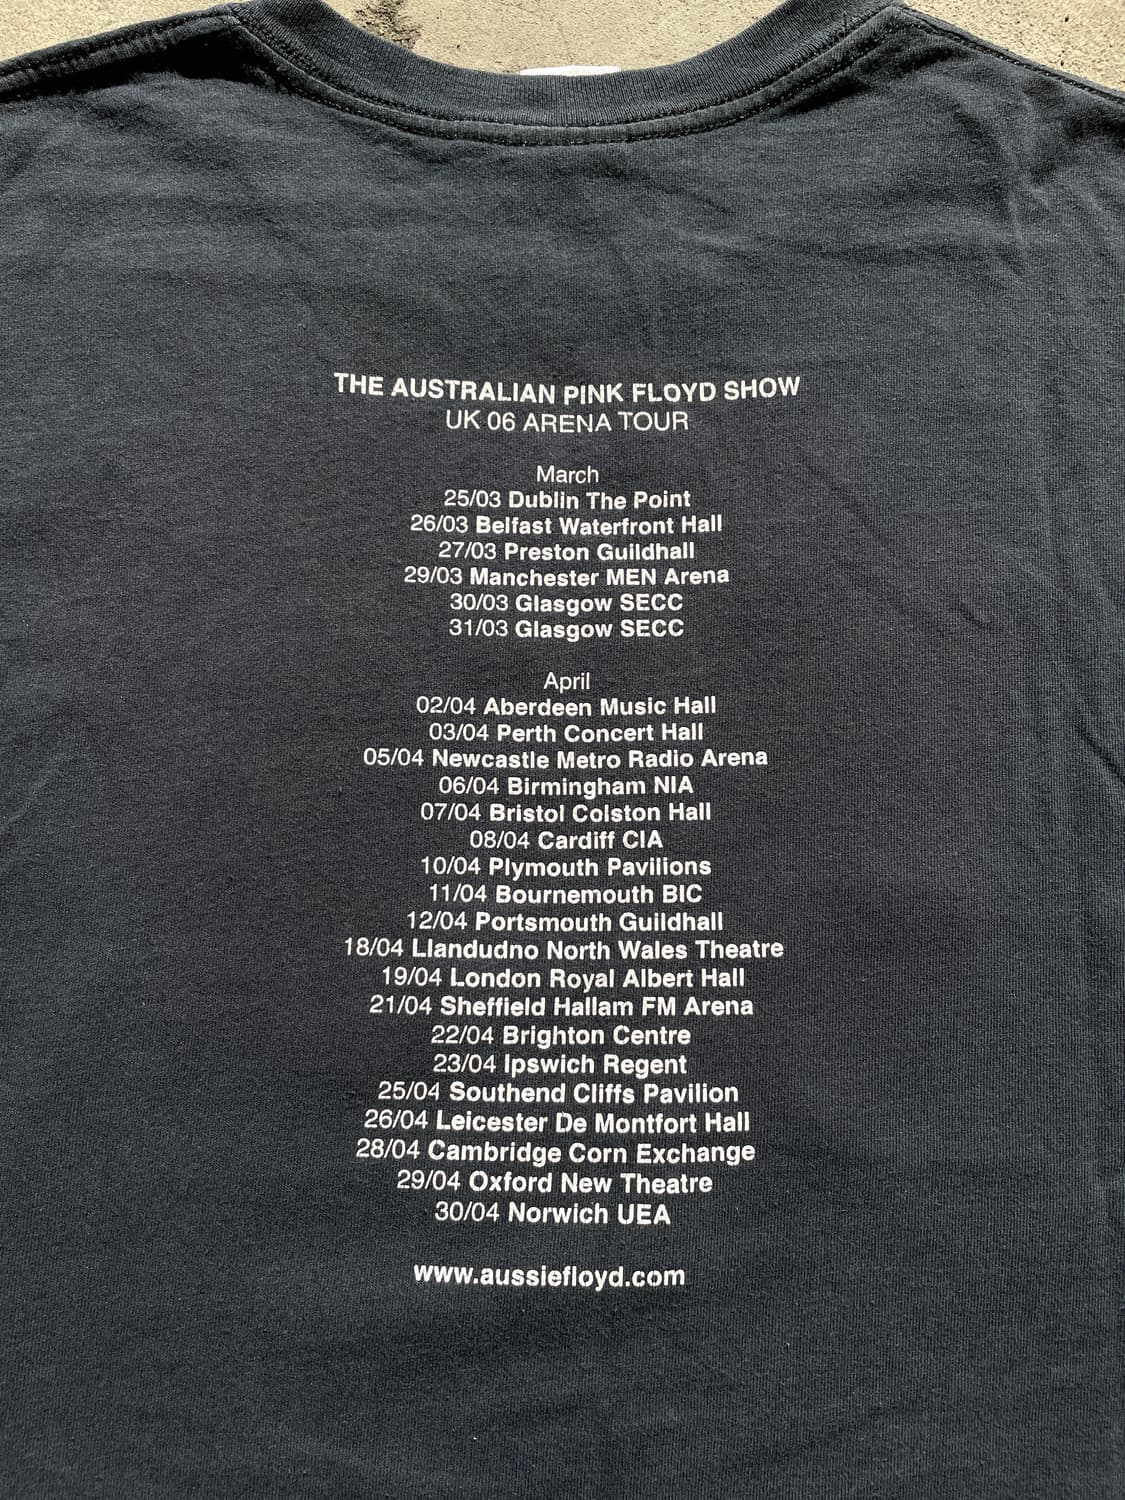 THE AUSTRALIAN PINK FLOYD SHOW
UK 06 ARENA TOUR
March
25/03 Dublin The Point
26/03 Belfast Waterfront Hall
27/03 Preston Guildhall
29/03 Manchester MEN Arena
30/03 Glasgow SECC
31/03 Glasgow SECC
April
02/04 Aberdeen Music Hall
03/04 Perth Concert Hall
05/04 Newcastle Metro Radio Arena
06/04 Birmingham NIA
07/04 Bristol Colston Hall
08/04 Cardiff CIA
10/04 Plymouth Pavilions
11/04 Bournemouth BIC
12/04 Portsmouth Guildhall
18/04 Llandudno North Wales Theatre
19/04 London Royal Albert Hall
21/04 Sheffield Hallam FM Arena
22/04 Brighton Centre
23/04 Ipswich Regent
25/04 Southend Cliffs Pavilion
26/04 Leicester De Montfort Hall
28/04 Cambridge Corn Exchange
29/04 Oxford New Theatre
30/04 Norwich UEA
www.aussiefloyd.com